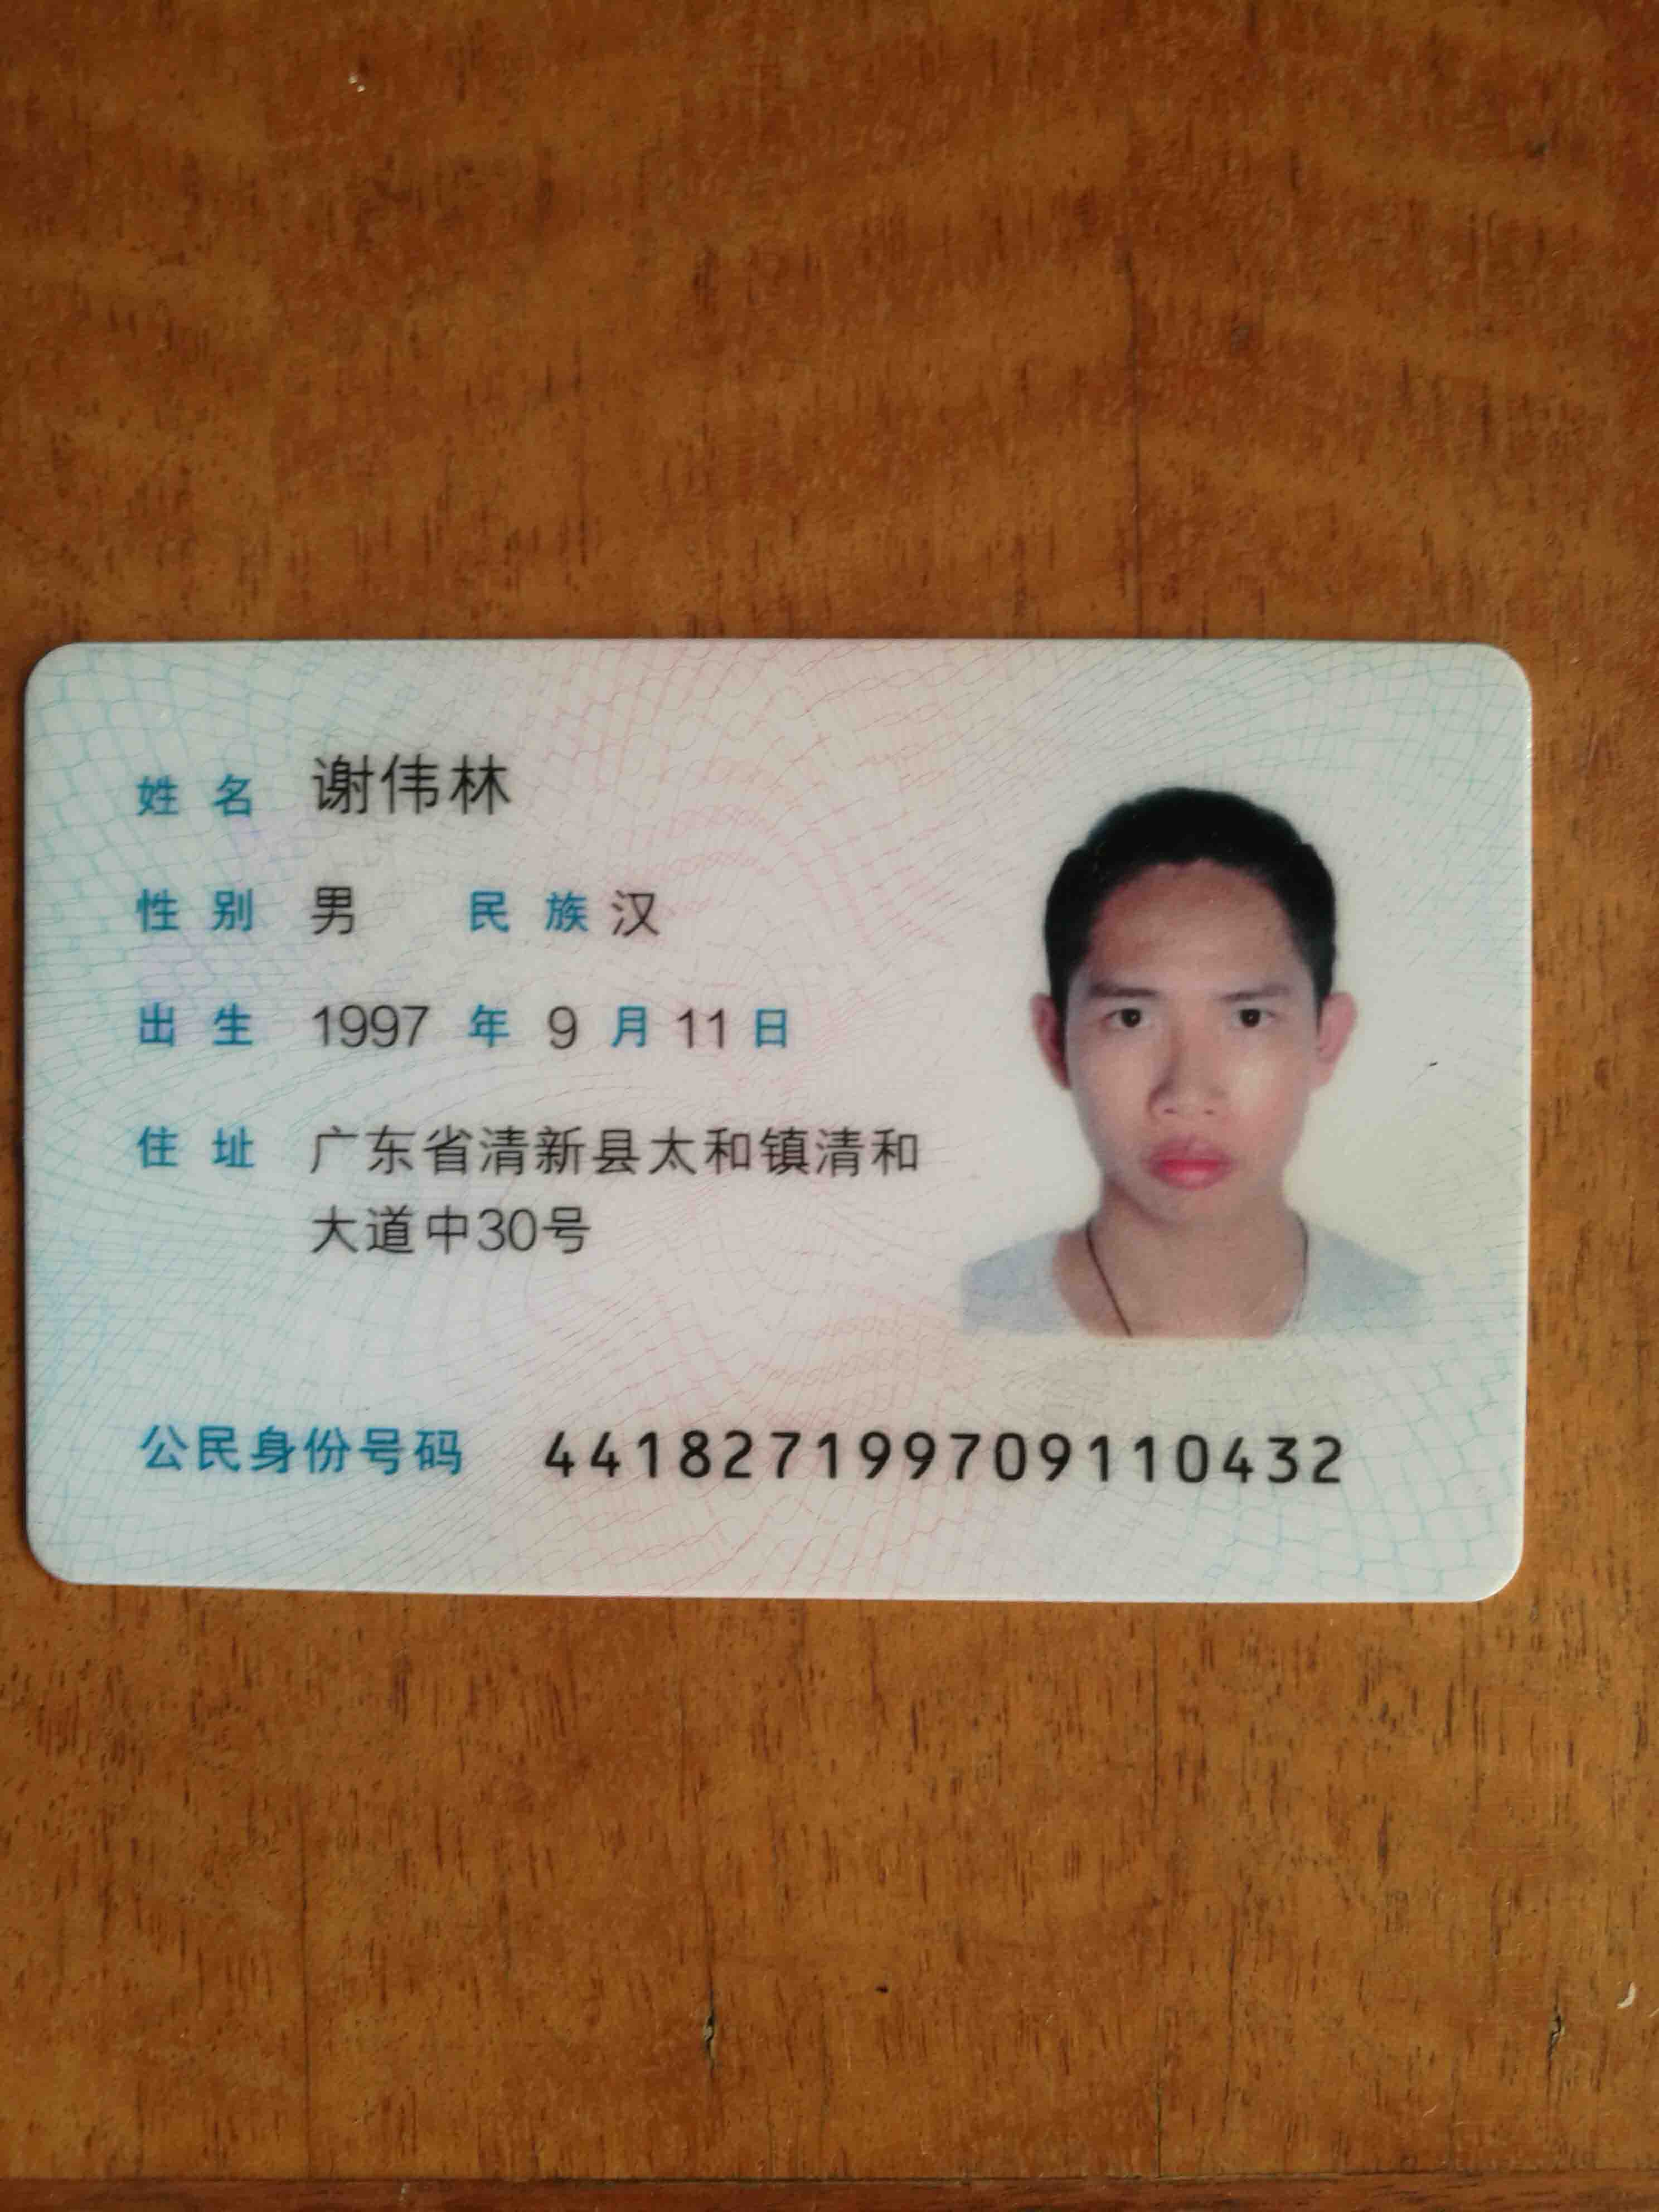 姓名 谢伟林
性别 男 民族 汉
出生 1997 年 9 月 11 日
住址 广东省清新县太和镇清和
大道中30号
公民身份号码 441827199709110432